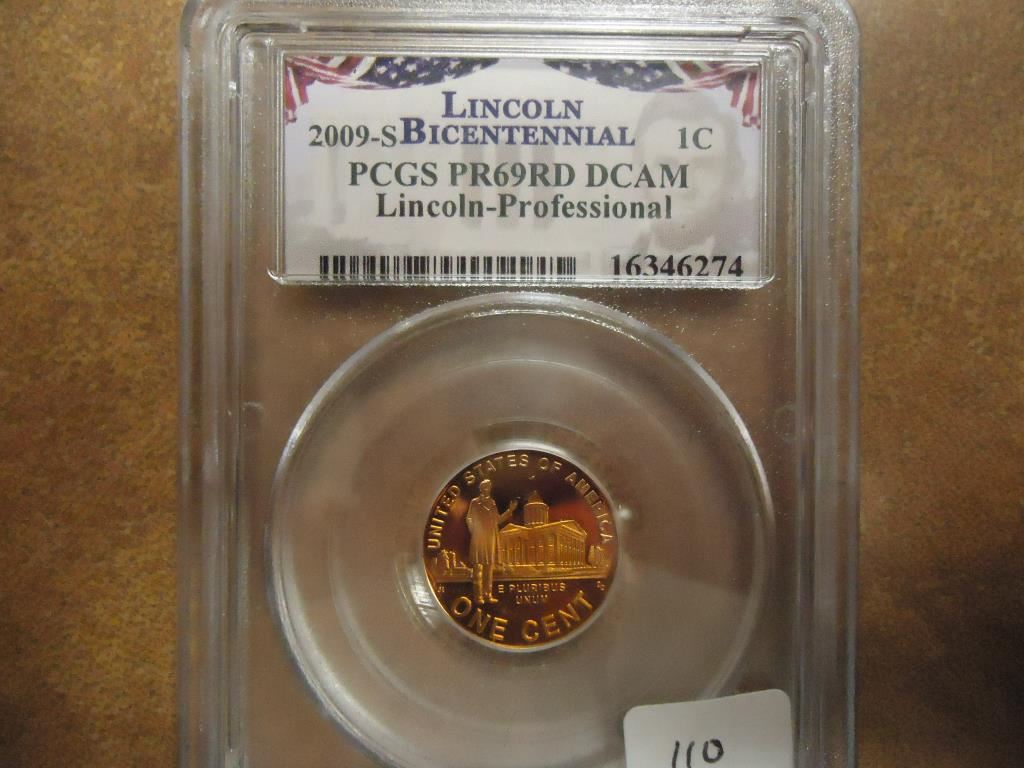 LINCOLN
2009-S BICENTENNIAL 1C
PCGS PR69RD DCAM
Lincoln-Professional
16346274
UNITED STATES OF AMERICA
E PLURIBUS
UNUM
ONE CENT
110